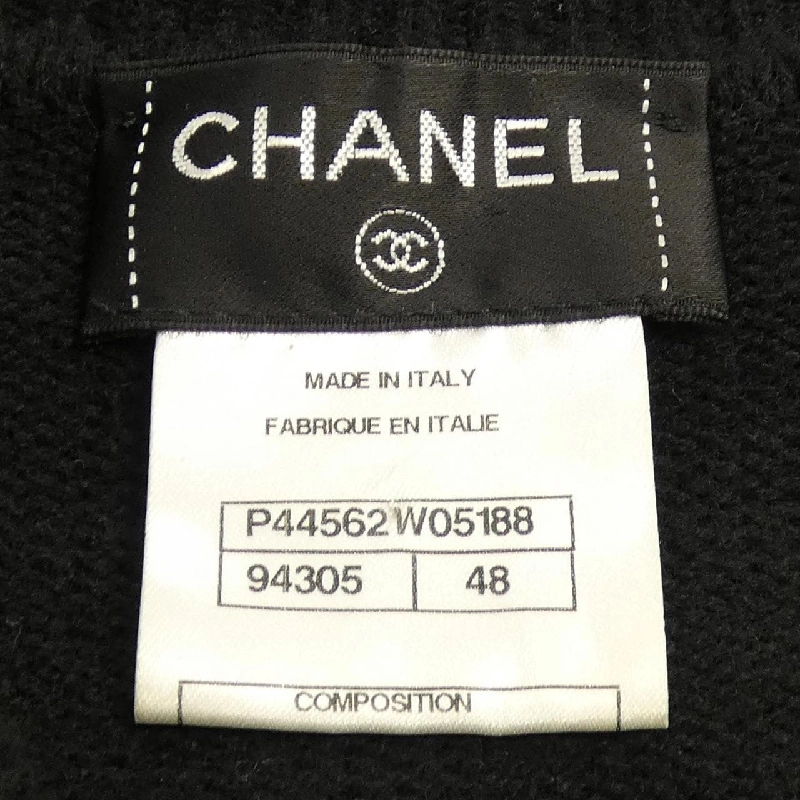 CHANEL
MADE IN ITALY
FABRIQUE EN ITALIE
P44562W05188
94305 48
COMPOSITION